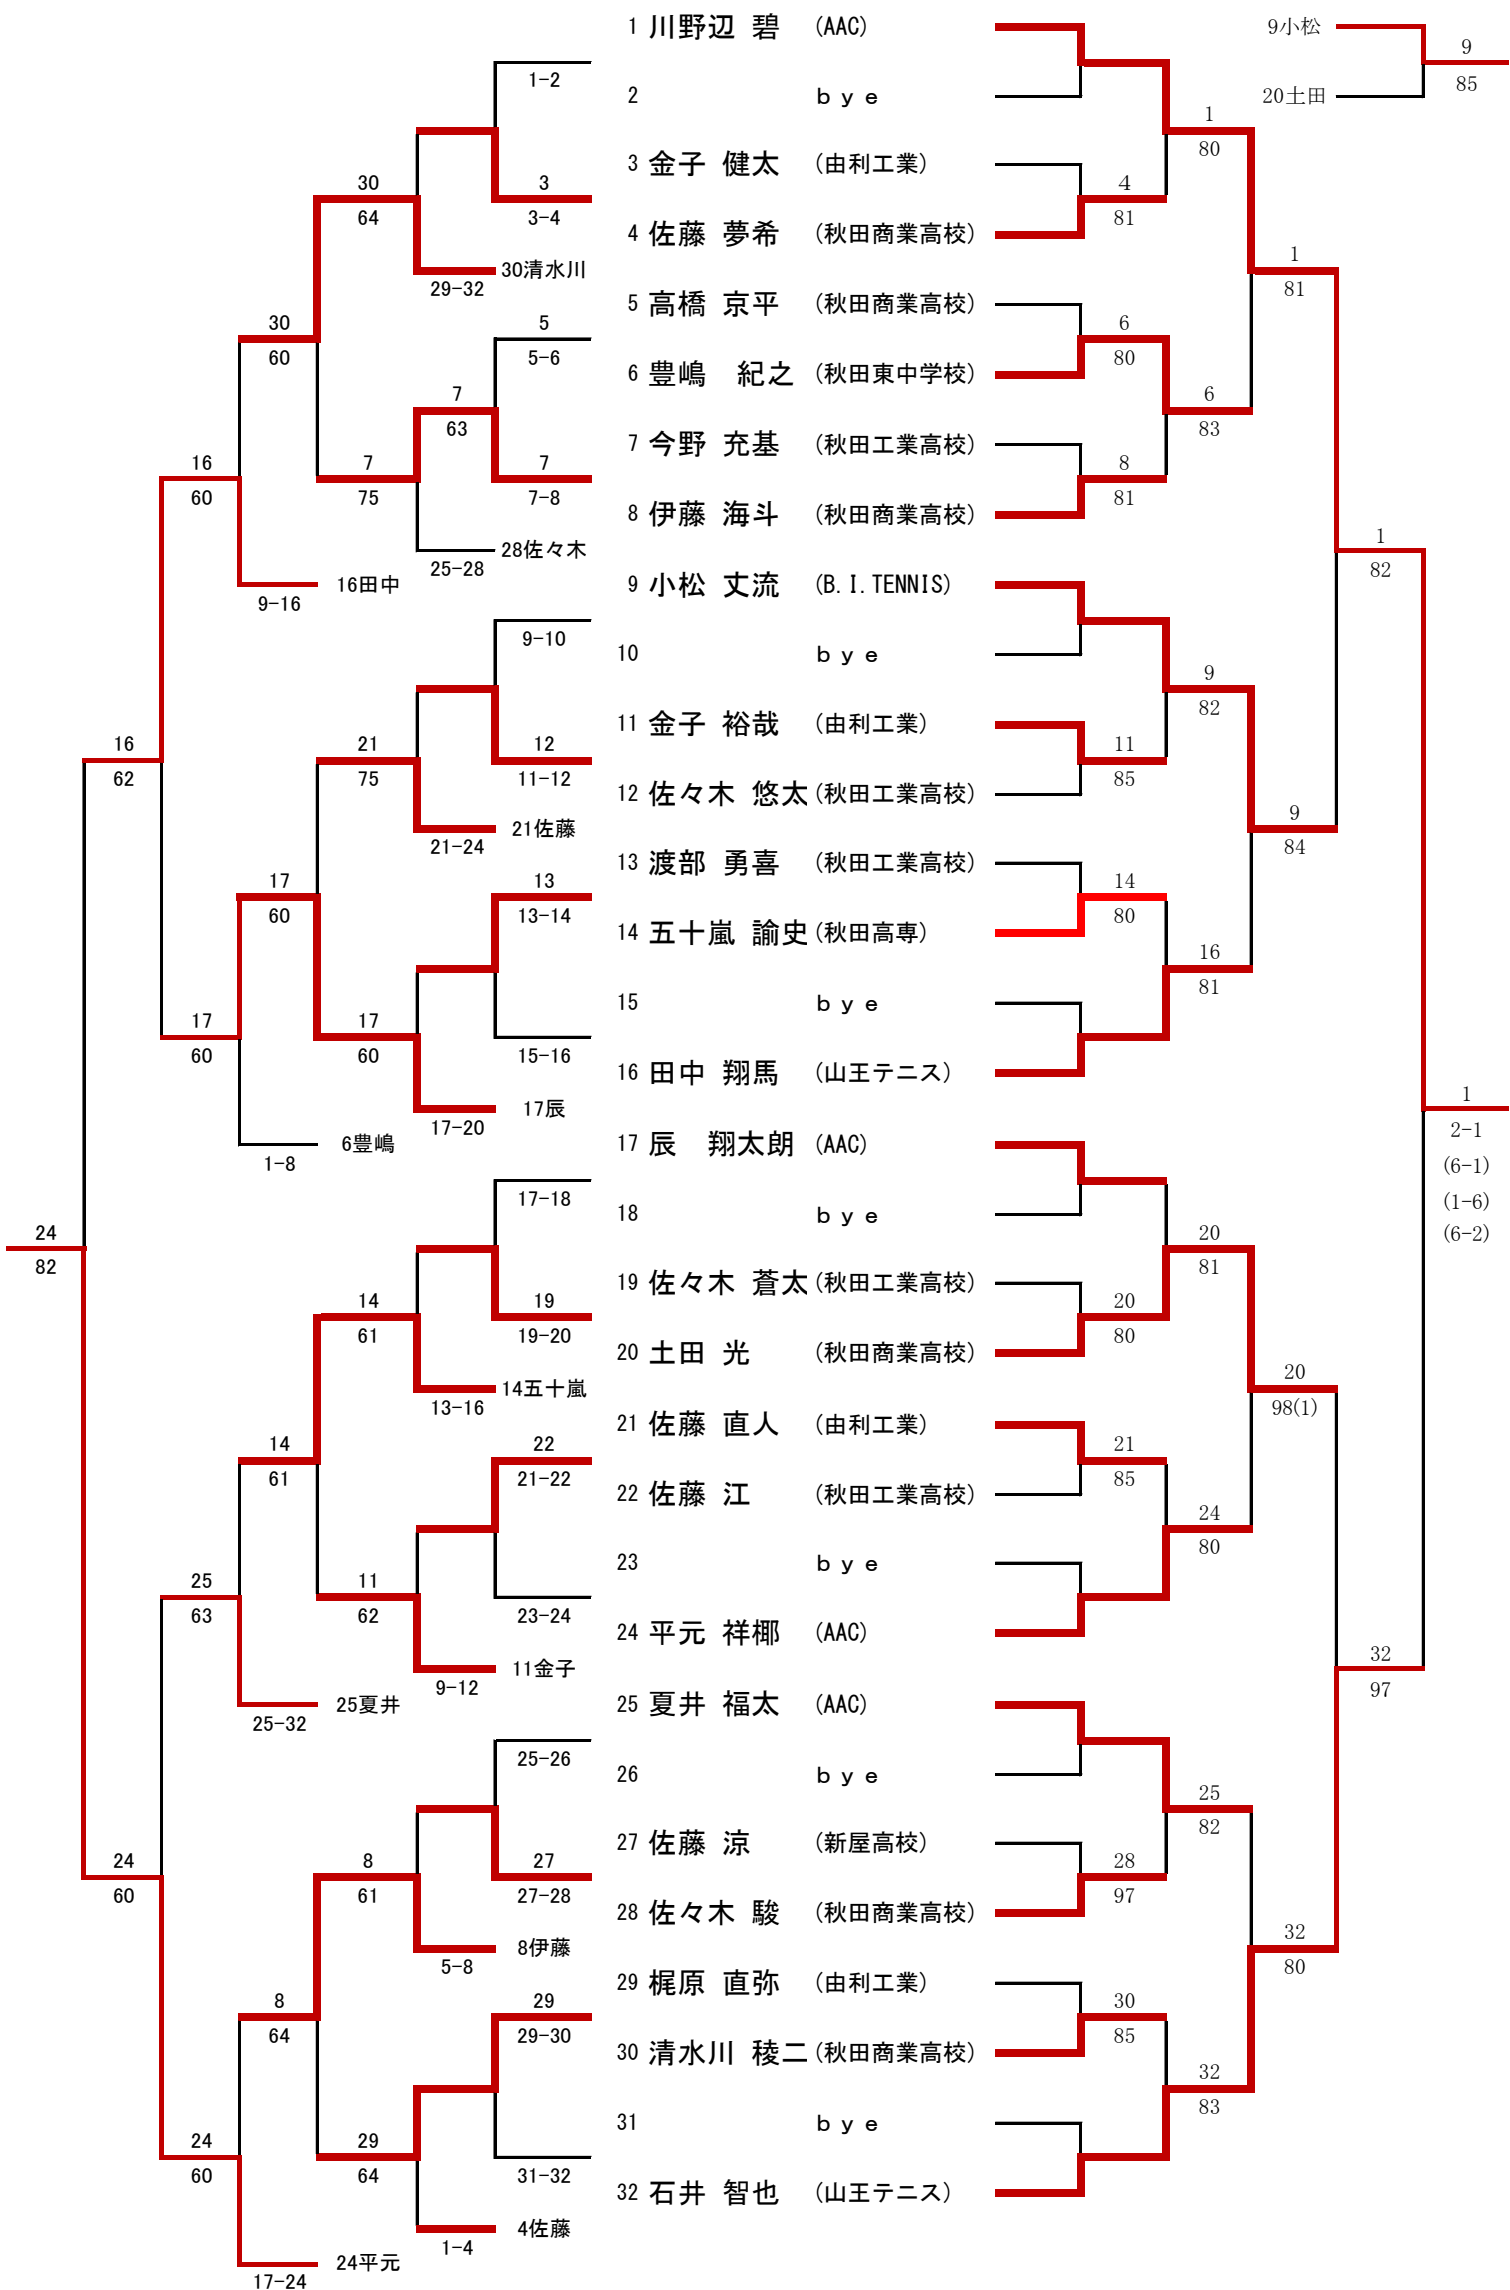 1 川野辺 碧 (AAC)
9小松
9
1-2
85
2 bye
20土田
1
80
3 金子 健太 (由利工業)
30
3
4
64
3-4
81
4 佐藤 夢希 (秋田商業高校)
30清水川
1
29-32
81
5 高橋 京平 (秋田商業高校)
30
5
6
60
5-6
80
6 豊嶋 紀之 (秋田東中学校)
7
6
63
83
7 今野 充基 (秋田工業高校)
16
7
7
8
60
75
7-8
81
8 伊藤 海斗 (秋田商業高校)
28佐々木
1
25-28
82
16田中
9 小松 丈流 (B.I.TENNIS)
9-16
9-10
10 bye
9
82
11 金子 裕哉 (由利工業)
16
21
12
11
62
75
11-12
85
12 佐々木 悠太 (秋田工業高校)
21佐藤
9
21-24
84
13 渡部 勇喜 (秋田工業高校)
17
13
14
60
13-14
80
14 五十嵐 諭史 (秋田高専)
16
81
15 bye
17
17
60
60
15-16
16 田中 翔馬 (山王テニス)
17辰
1
17-20
2-1
6豊嶋
17 辰 翔太朗 (AAC)
1-8
(6-1)
17-18
(1-6)
18 bye
24
20
(6-2)
82
81
19 佐々木 蒼太 (秋田工業高校)
14
19
20
61
19-20
80
20 土田 光 (秋田商業高校)
14五十嵐
20
13-16
98(1)
21 佐藤 直人 (由利工業)
14
22
21
61
21-22
85
22 佐藤 江 (秋田工業高校)
24
80
23 bye
25
11
63
62
23-24
24 平元 祥椰 (AAC)
11金子
32
9-12
97
25夏井
25 夏井 福太 (AAC)
25-32
25-26
26 bye
25
82
27 佐藤 涼 (新屋高校)
24
8
27
28
60
61
27-28
97
28 佐々木 駿 (秋田商業高校)
8伊藤
32
5-8
80
29 梶原 直弥 (由利工業)
8
29
30
64
29-30
85
30 清水川 稜二 (秋田商業高校)
32
83
31 bye
24
29
60
64
31-32
32 石井 智也 (山王テニス)
4佐藤
1-4
24平元
17-24